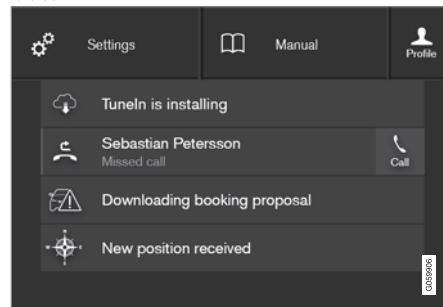 Settings
Manual
Profile
TuneIn is installing
Sebastian Petersson
Missed call
Call
Downloading booking proposal
New position received
G059906